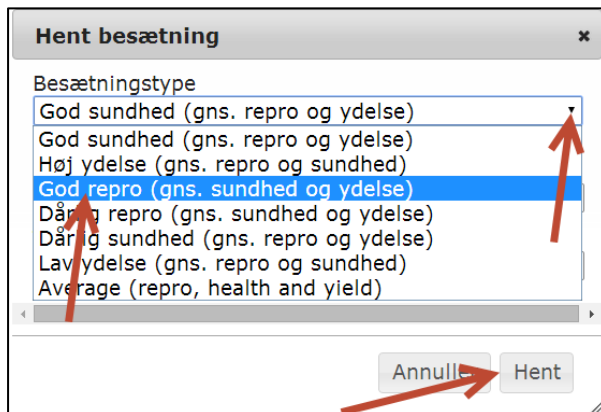 Hent besætning
Besætningstype
God sundhed (gns. repro og ydelse)
God sundhed (gns. repro og ydelse)
Høj ydelse (gns. repro og sundhed)
God repro (gns. sundhed og ydelse)
Dårlig repro (gns. sundhed og ydelse)
Dårlig sundhed (gns. repro og ydelse)
Lav ydelse (gns. repro og sundhed)
Average (repro, health and yield)
Annuller Hent